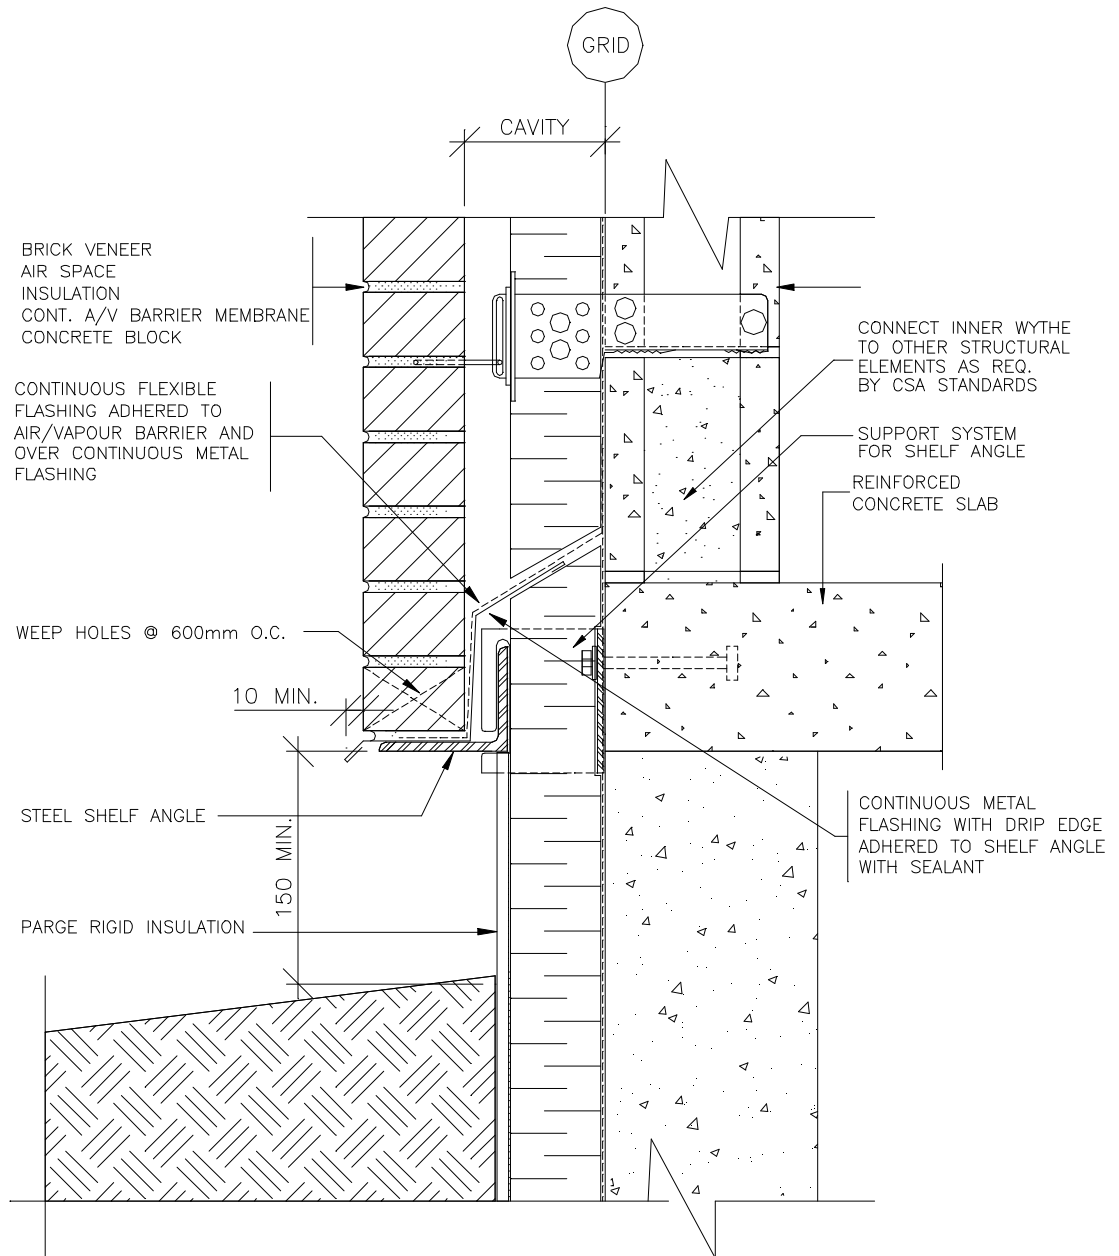 GRID
CAVITY
BRICK VENEER
AIR SPACE
INSULATION
CONT. A/V BARRIER MEMBRANE
CONCRETE BLOCK
CONNECT INNER WYTHE
TO OTHER STRUCTURAL
ELEMENTS AS REQ.
BY CSA STANDARDS
CONTINUOUS FLEXIBLE
FLASHING ADHERED TO
AIR/VAPOUR BARRIER AND
OVER CONTINUOUS METAL
FLASHING
SUPPORT SYSTEM
FOR SHELF ANGLE
REINFORCED
CONCRETE SLAB
WEEP HOLES @ 600mm O.C.
10 MIN.
STEEL SHELF ANGLE
150 MIN.
CONTINUOUS METAL
FLASHING WITH DRIP EDGE
ADHERED TO SHELF ANGLE
WITH SEALANT
PARGE RIGID INSULATION